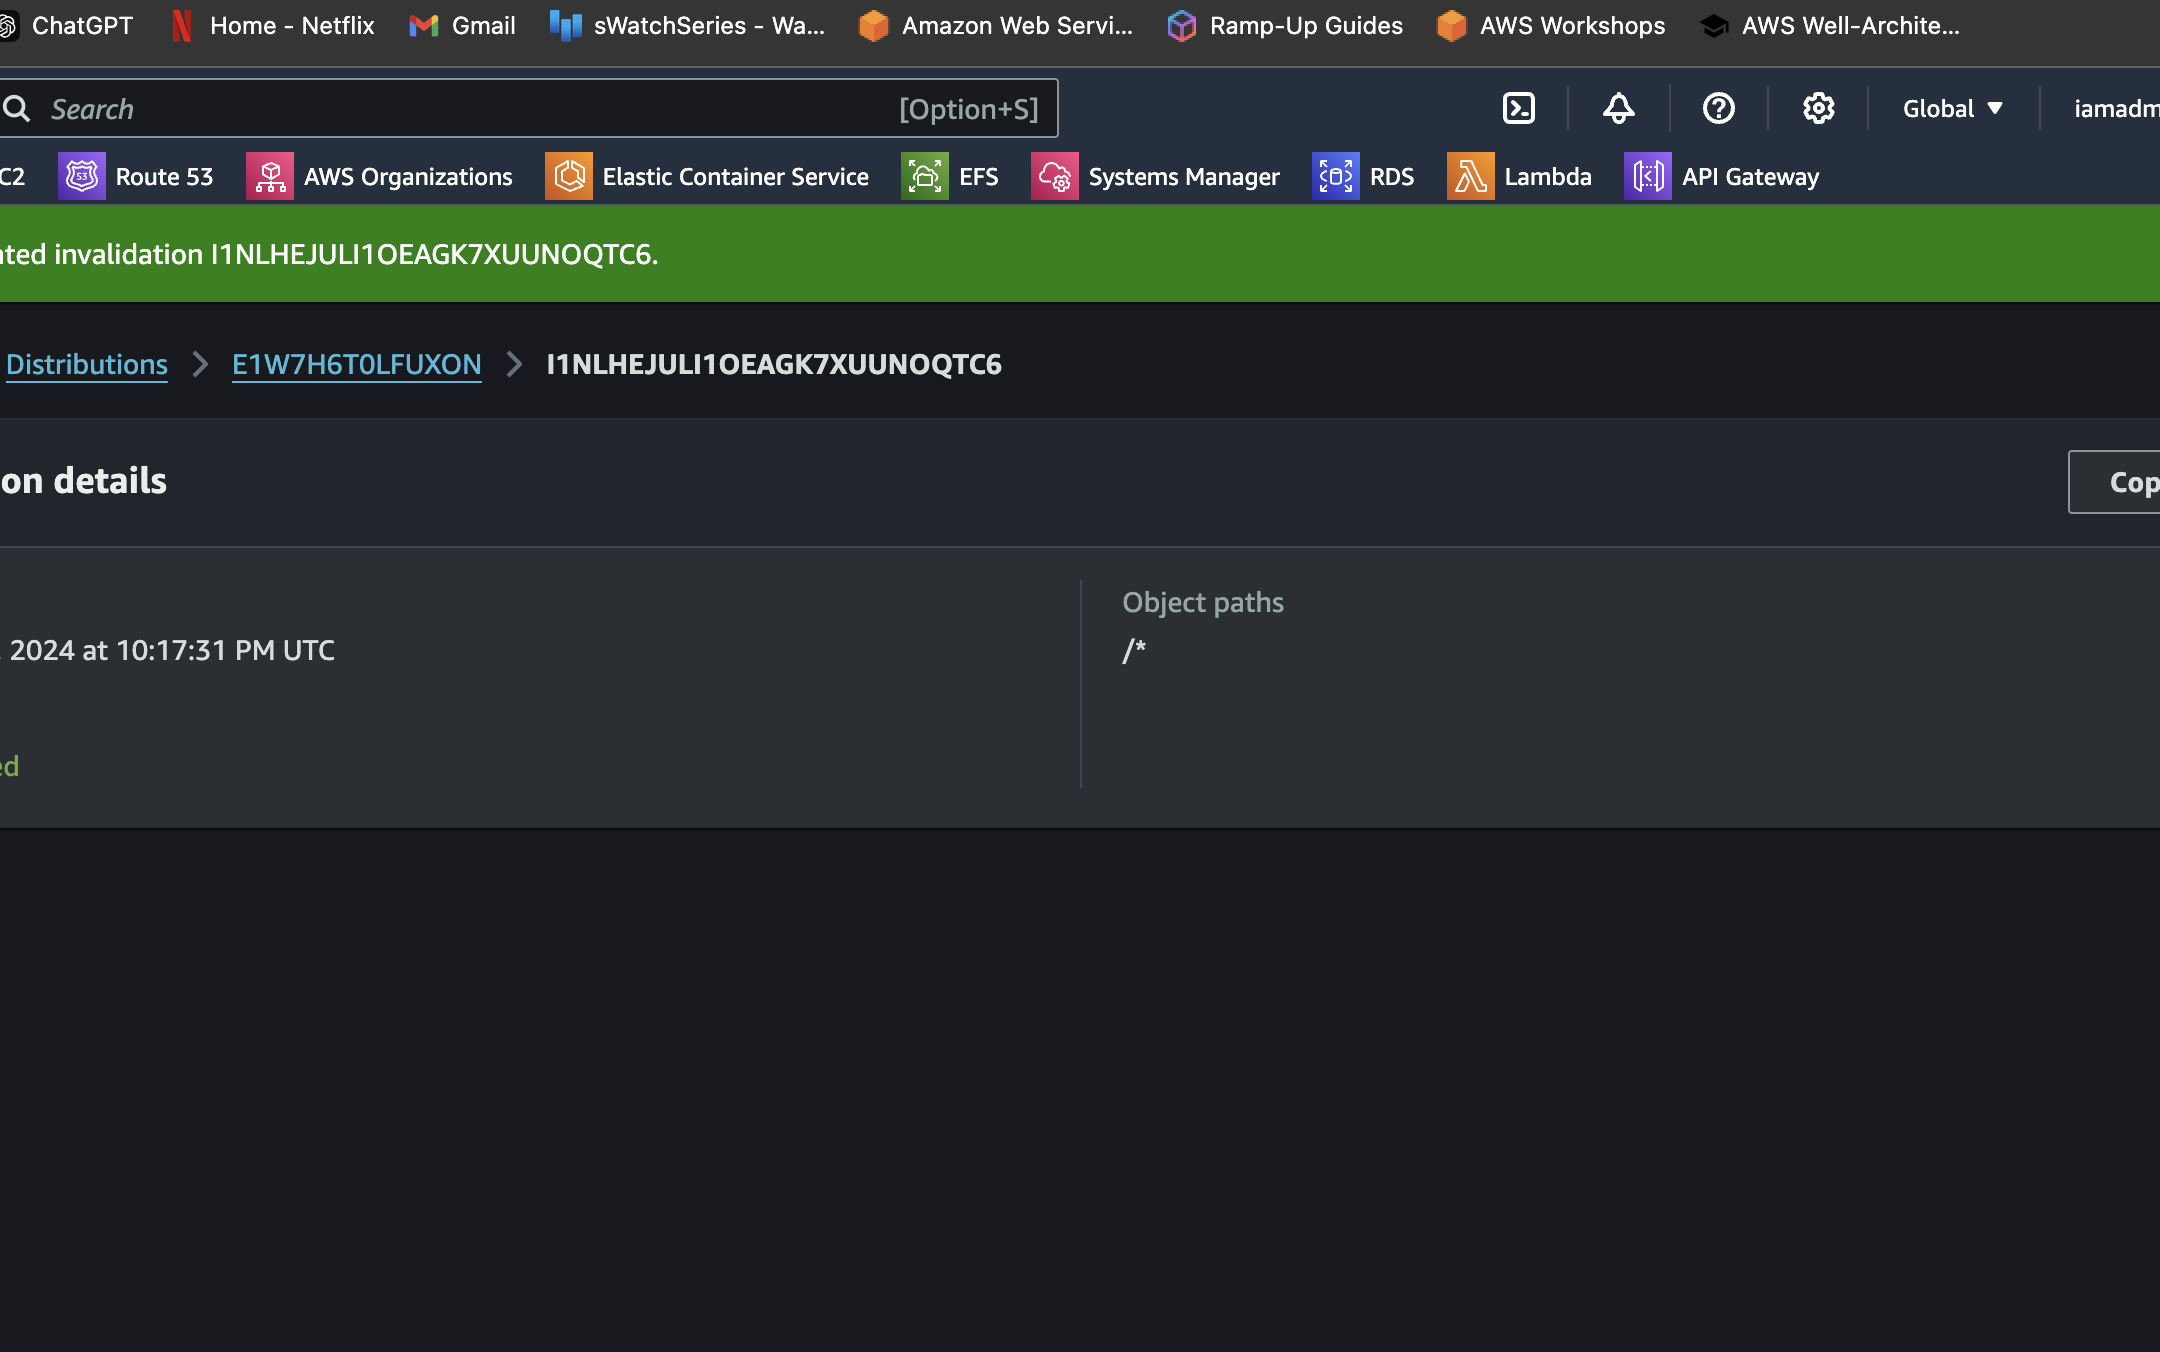 ChatGPT Home - Netflix Gmail sWatchSeries - Wa... Amazon Web Servi... Ramp-Up Guides AWS Workshops AWS Well-Archite...
Search [Option+S] Global iamadm
C2 Route 53 AWS Organizations Elastic Container Service EFS Systems Manager RDS Lambda API Gateway
ated invalidation I1NLHEJULI1OEAGK7XUUNOQTC6.
Distributions E1W7H6T0LFUXON I1NLHEJULI1OEAGK7XUUNOQTC6
on details Cop
Object paths
2024 at 10:17:31 PM UTC /*
ed